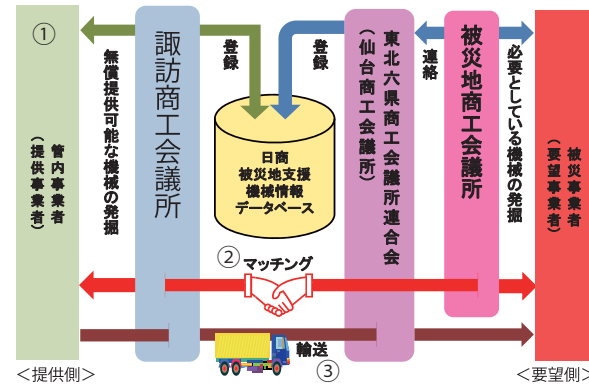 ①
管内事業者
（提供事業者）
無償提供可能な機械の発掘
諏訪商工会議所
登録
日商
被災地支援
機械情報
データベース
登録
東北六県商工会議所連合会
（仙台商工会議所）
連絡
被災地商工会議所
必要としている機械の発掘
被災事業者
（要望事業者）
②
マッチング
輸送
③
＜提供側＞
＜要望側＞